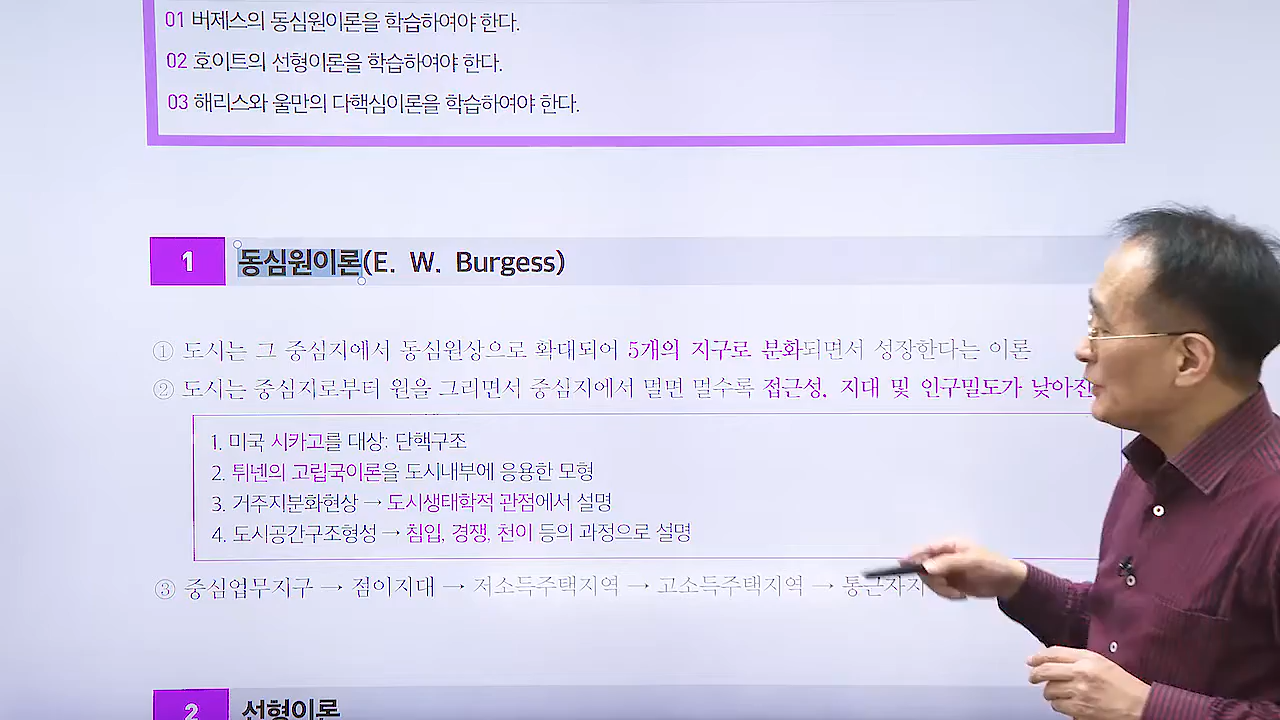 01 버제스의 동심원이론을 학습하여야 한다.
02 호이트의 선형이론을 학습하여야 한다.
03 해리스와 울만의 다핵심이론을 학습하여야 한다.
1 동심원이론(E. W. Burgess)
① 도시는 그 중심지에서 동심원상으로 확대되어 5개의 지구로 분화되면서 성장한다는 이론
② 도시는 중심지로부터 원을 그리면서 중심지에서 멀면 멀수록 접근성, 지대 및 인구밀도가 낮아진
1. 미국 시카고를 대상: 단핵구조
2. 튀넨의 고립국이론을 도시내부에 응용한 모형
3. 거주지분화현상 → 도시생태학적 관점에서 설명
4. 도시공간구조형성 → 침입, 경쟁, 천이 등의 과정으로 설명
③ 중심업무지구 → 점이지대 → 저소득주택지역 → 고소득주택지역 → 통근자지
2 선형이론